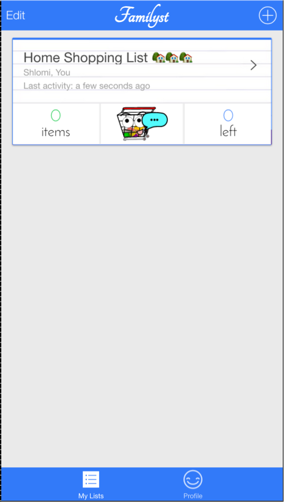 Edit
Familyst
Home Shopping List 🏡🏡🏡
Shlomi, You
Last activity: a few seconds ago
0
items
0
left
My Lists
Profile